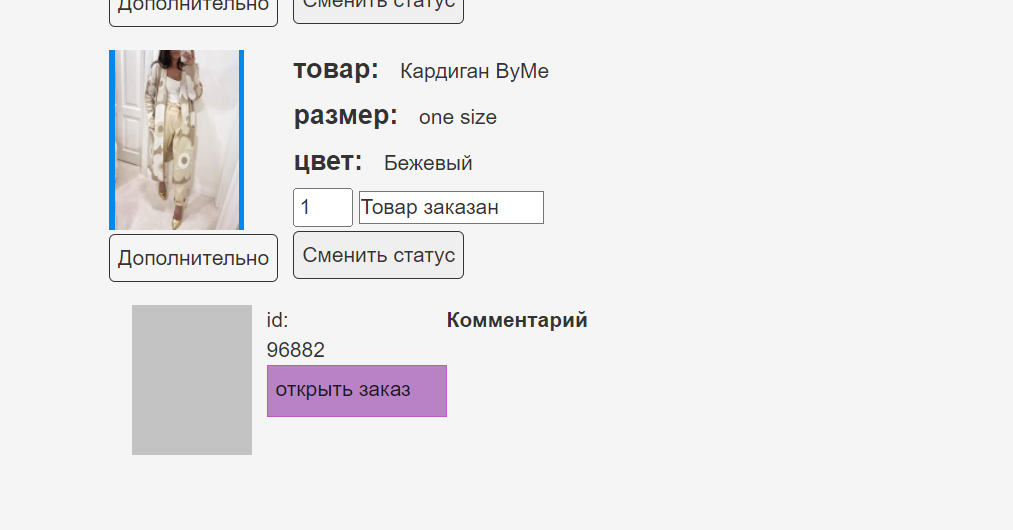 Дополнительно
Сменить статус
товар: Кардиган ByMe
размер: one size
цвет: Бежевый
1 Товар заказан
Дополнительно
Сменить статус
id:
Комментарий
96882
открыть заказ